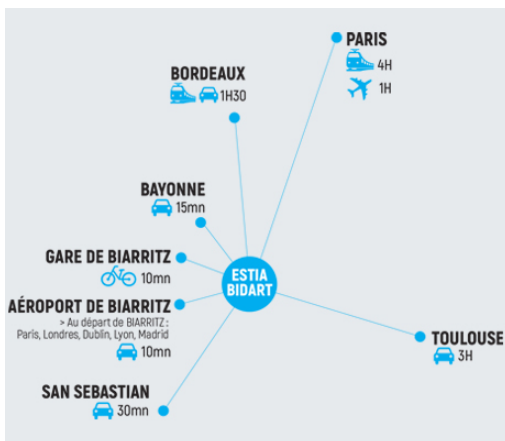 PARIS
4H
1H
BORDEAUX
1H30
BAYONNE
15mn
GARE DE BIARRITZ
10mn
ESTIA
BIDART
AÉROPORT DE BIARRITZ
> Au départ de BIARRITZ :
Paris, Londres, Dublin, Lyon, Madrid
10mn
TOULOUSE
3H
SAN SEBASTIAN
30mn